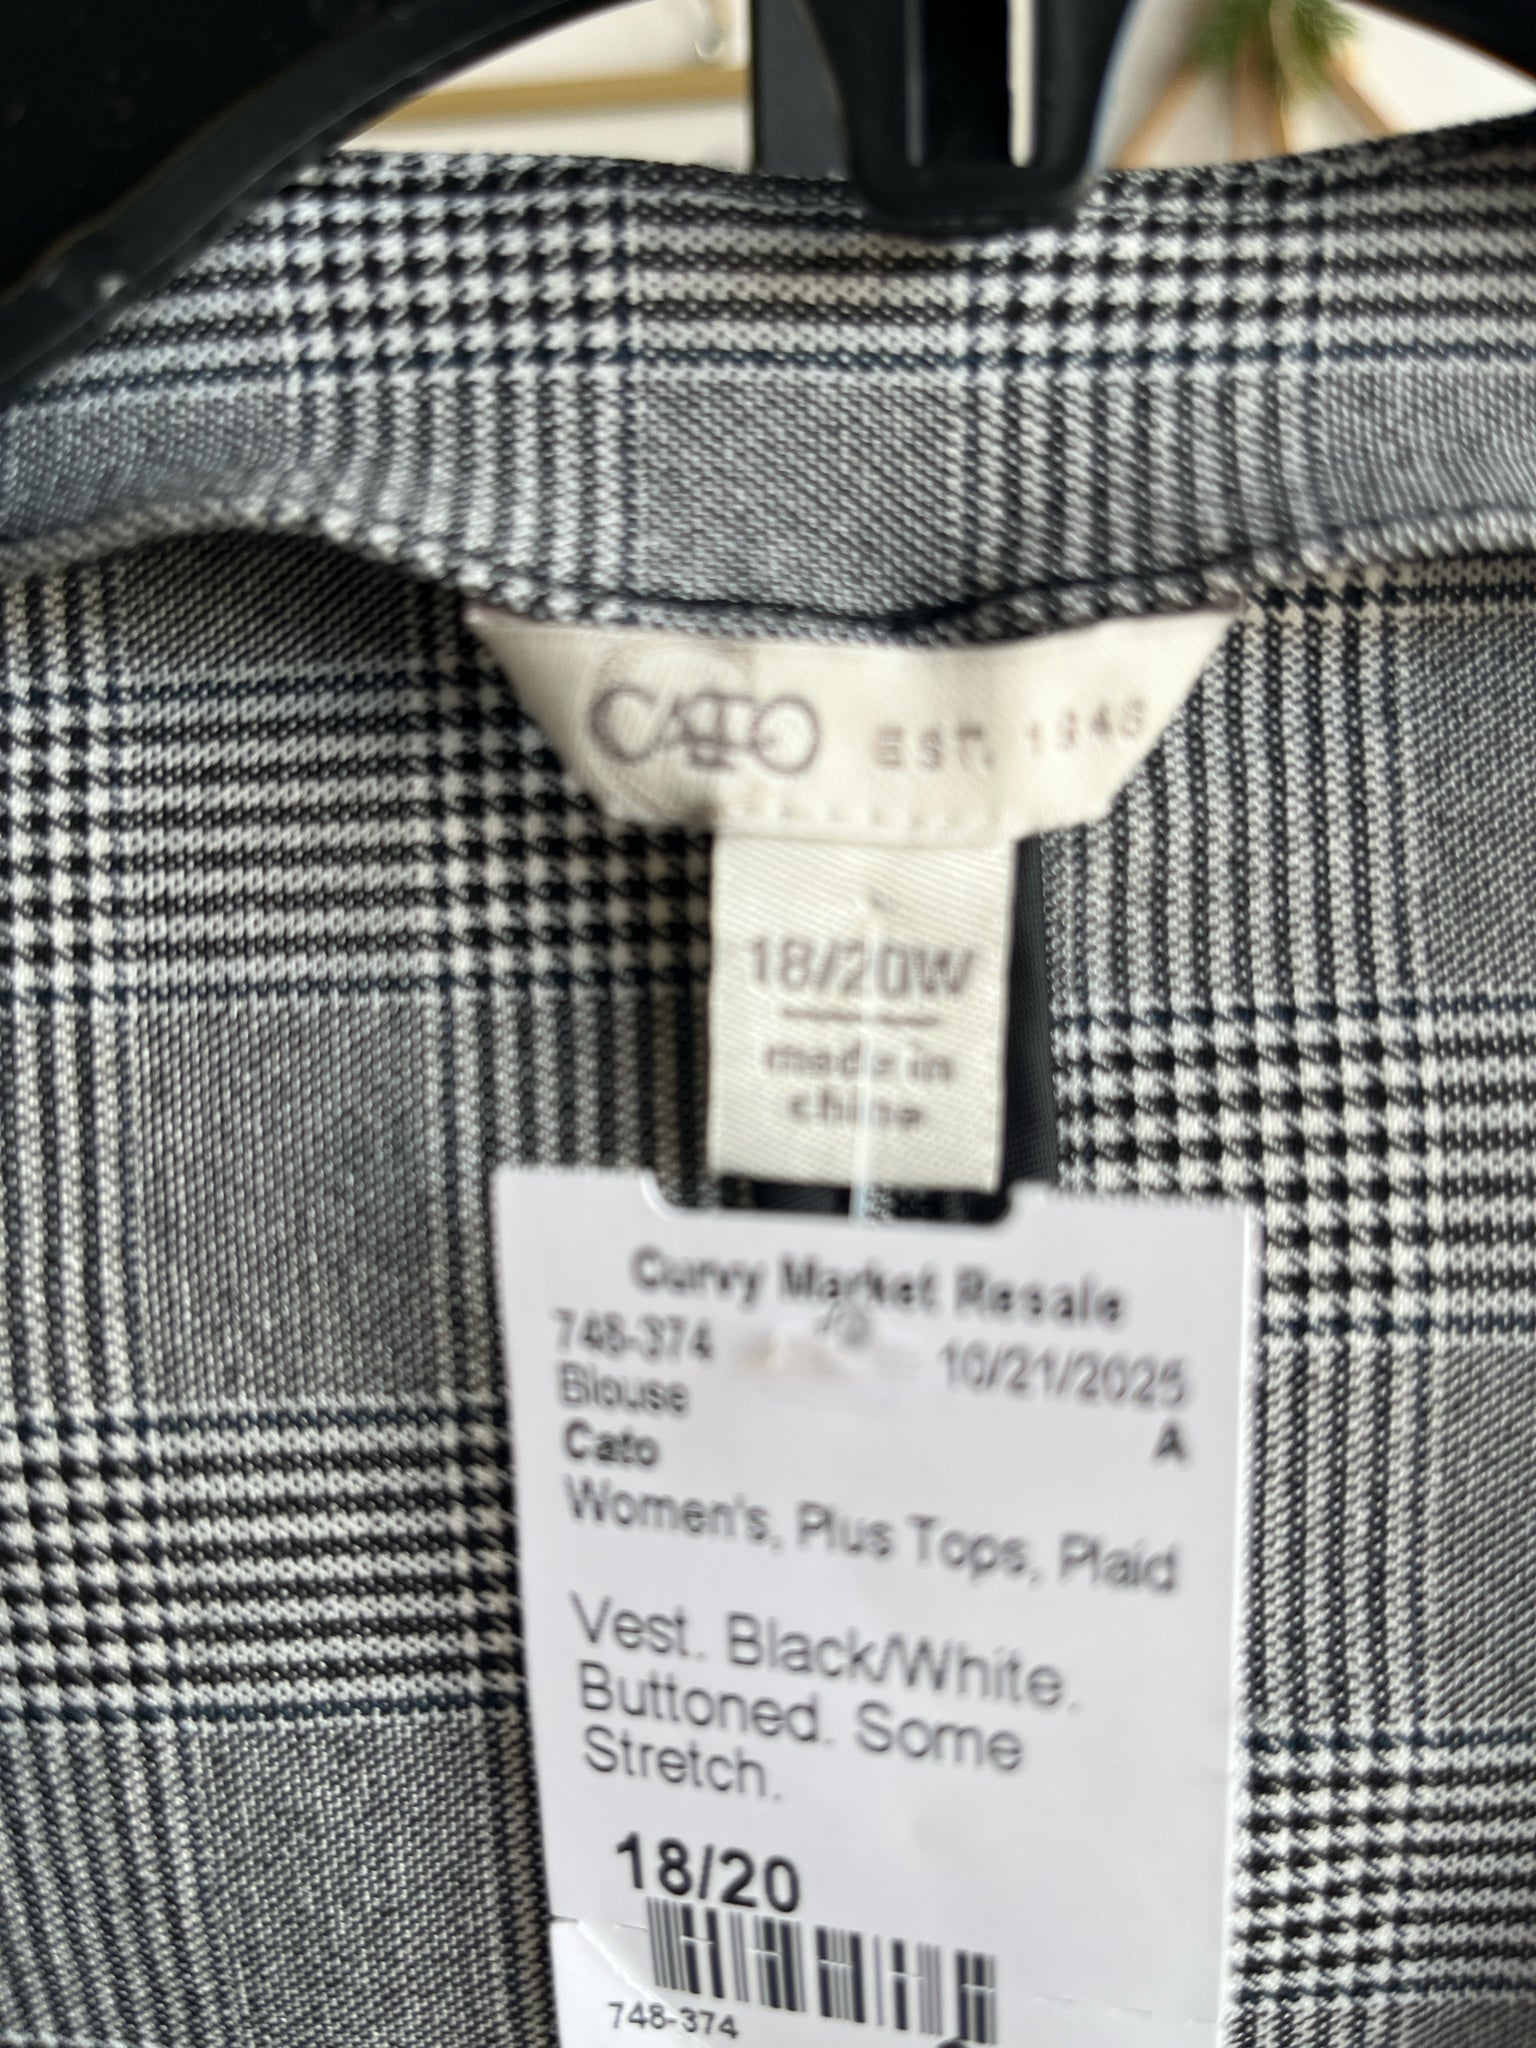 CATO EST. 1946
18/20W
made in
china
Curvy Market Resale
748-374 10/21/2025
Blouse
Cato A
Women's, Plus Tops, Plaid
Vest. Black/White.
Buttoned. Some
Stretch.
18/20
748-374